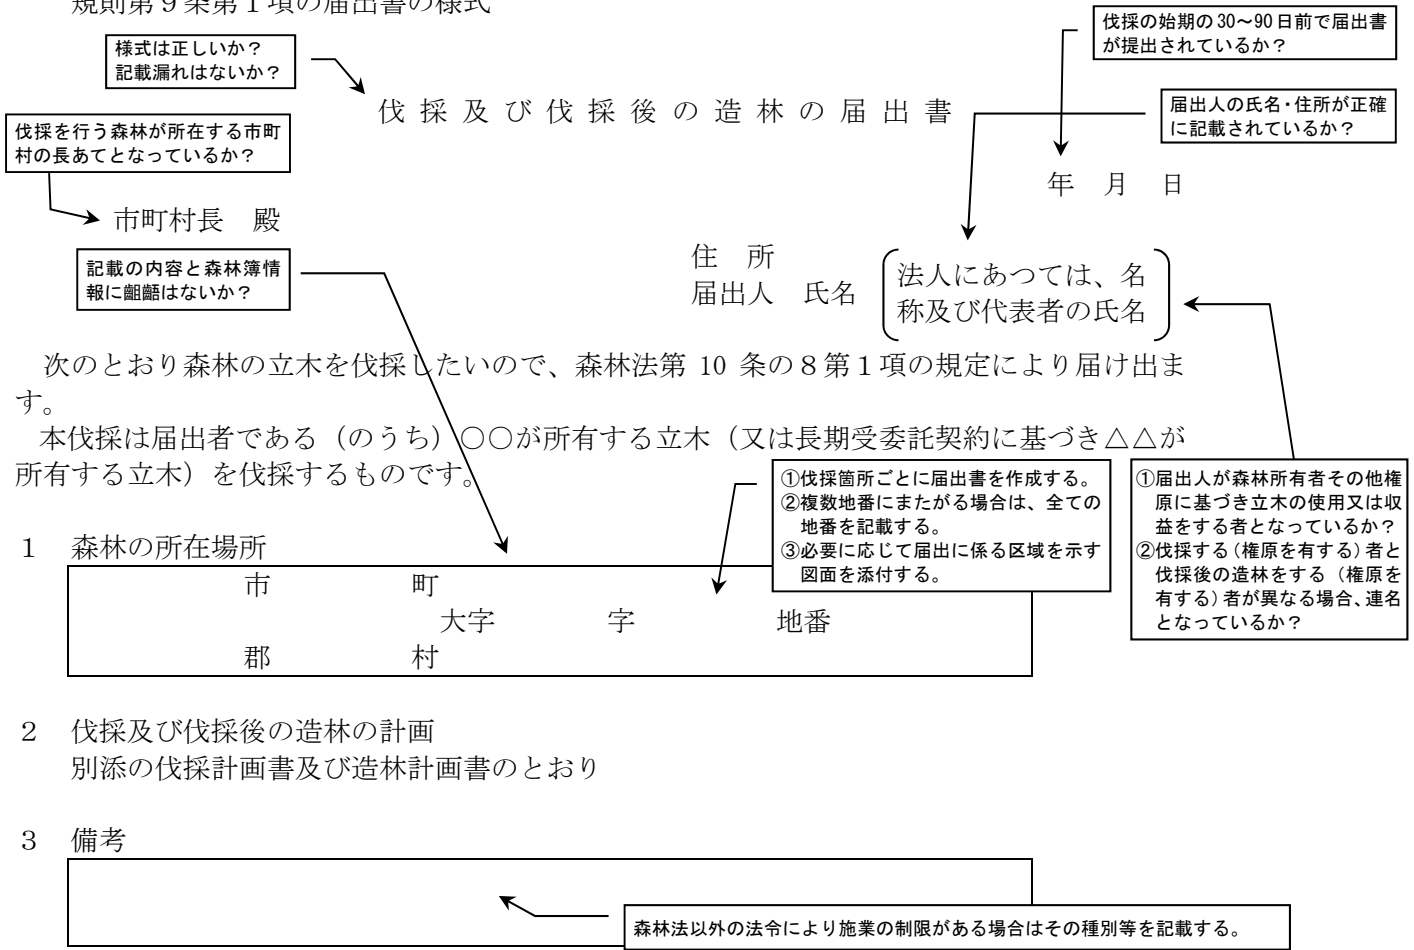 規則第９条第１項の届出書の様式
伐採の始期の30～90日前で届出書
が提出されているか？
様式は正しいか？
記載漏れはないか？
伐採及び伐採後の造林の届出書
届出人の氏名・住所が正確
に記載されているか？
伐採を行う森林が所在する市町
村の長あてとなっているか？
年　月　日
市町村長　殿
記載の内容と森林簿情
報に齟齬はないか？
住　所
届出人　氏名
法人にあつては、名
称及び代表者の氏名
次のとおり森林の立木を伐採したいので、森林法第 10 条の８第１項の規定により届け出ま
す。
本伐採は届出者である（のうち）○○が所有する立木（又は長期受委託契約に基づき△△が
所有する立木）を伐採するものです。
①伐採箇所ごとに届出書を作成する。
②複数地番にまたがる場合は、全ての
地番を記載する。
③必要に応じて届出に係る区域を示す
図面を添付する。
①届出人が森林所有者その他権
原に基づき立木の使用又は収
益をする者となっているか？
②伐採する（権原を有する）者と
伐採後の造林をする（権原を
有する）者が異なる場合、連名
となっているか？
１　森林の所在場所
市　町
大字　字　地番
郡　村
２　伐採及び伐採後の造林の計画
別添の伐採計画書及び造林計画書のとおり
３　備考
森林法以外の法令により施業の制限がある場合はその種別等を記載する。